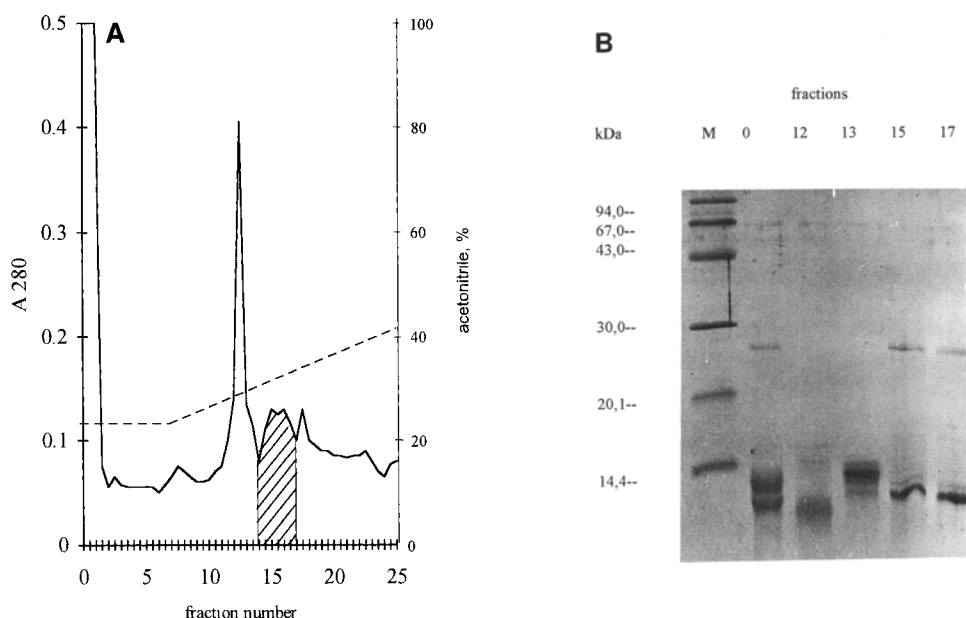 A
0.5
0.4
0.3
0.2
0.1
0
A 280
100
80
60
40
20
0
acetonitrile, %
0 5 10 15 20 25
fraction number
B
fractions
kDa M 0 12 13 15 17
94,0--
67,0--
43,0--
30,0--
20,1--
14,4--